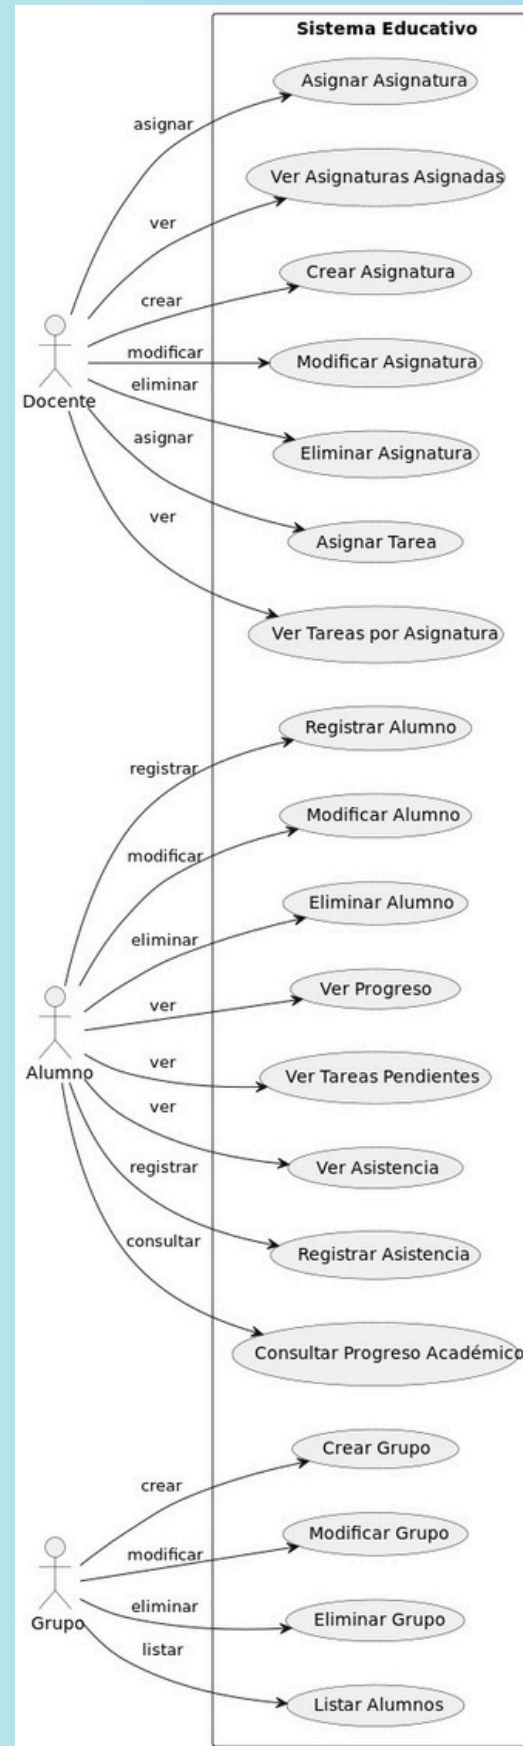 Sistema Educativo
asignar
Asignar Asignatura
ver
Ver Asignaturas Asignadas
crear
Crear Asignatura
modificar
Modificar Asignatura
Docente
eliminar
Eliminar Asignatura
asignar
Asignar Tarea
ver
Ver Tareas por Asignatura
registrar
Registrar Alumno
modificar
Modificar Alumno
eliminar
Eliminar Alumno
ver
Ver Progreso
Alumno
ver
Ver Tareas Pendientes
ver
Ver Asistencia
registrar
Registrar Asistencia
consultar
Consultar Progreso Académico
crear
Crear Grupo
modificar
Modificar Grupo
Grupo
eliminar
Eliminar Grupo
listar
Listar Alumnos